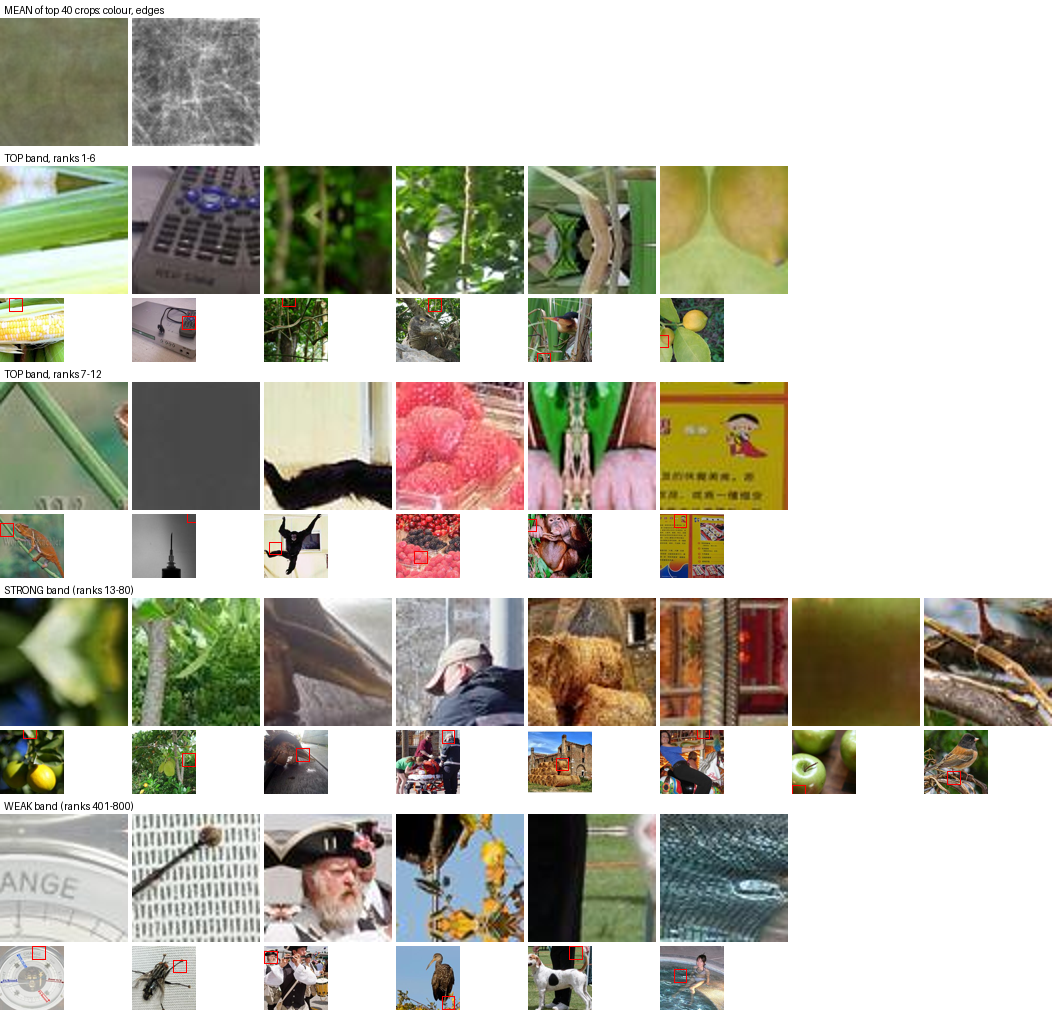 MEAN of top 40 crops: colour, edges
TOP band, ranks 1-6
TOP band, ranks 7-12
STRONG band (ranks 13-80)
WEAK band (ranks 401-800)
ANGE